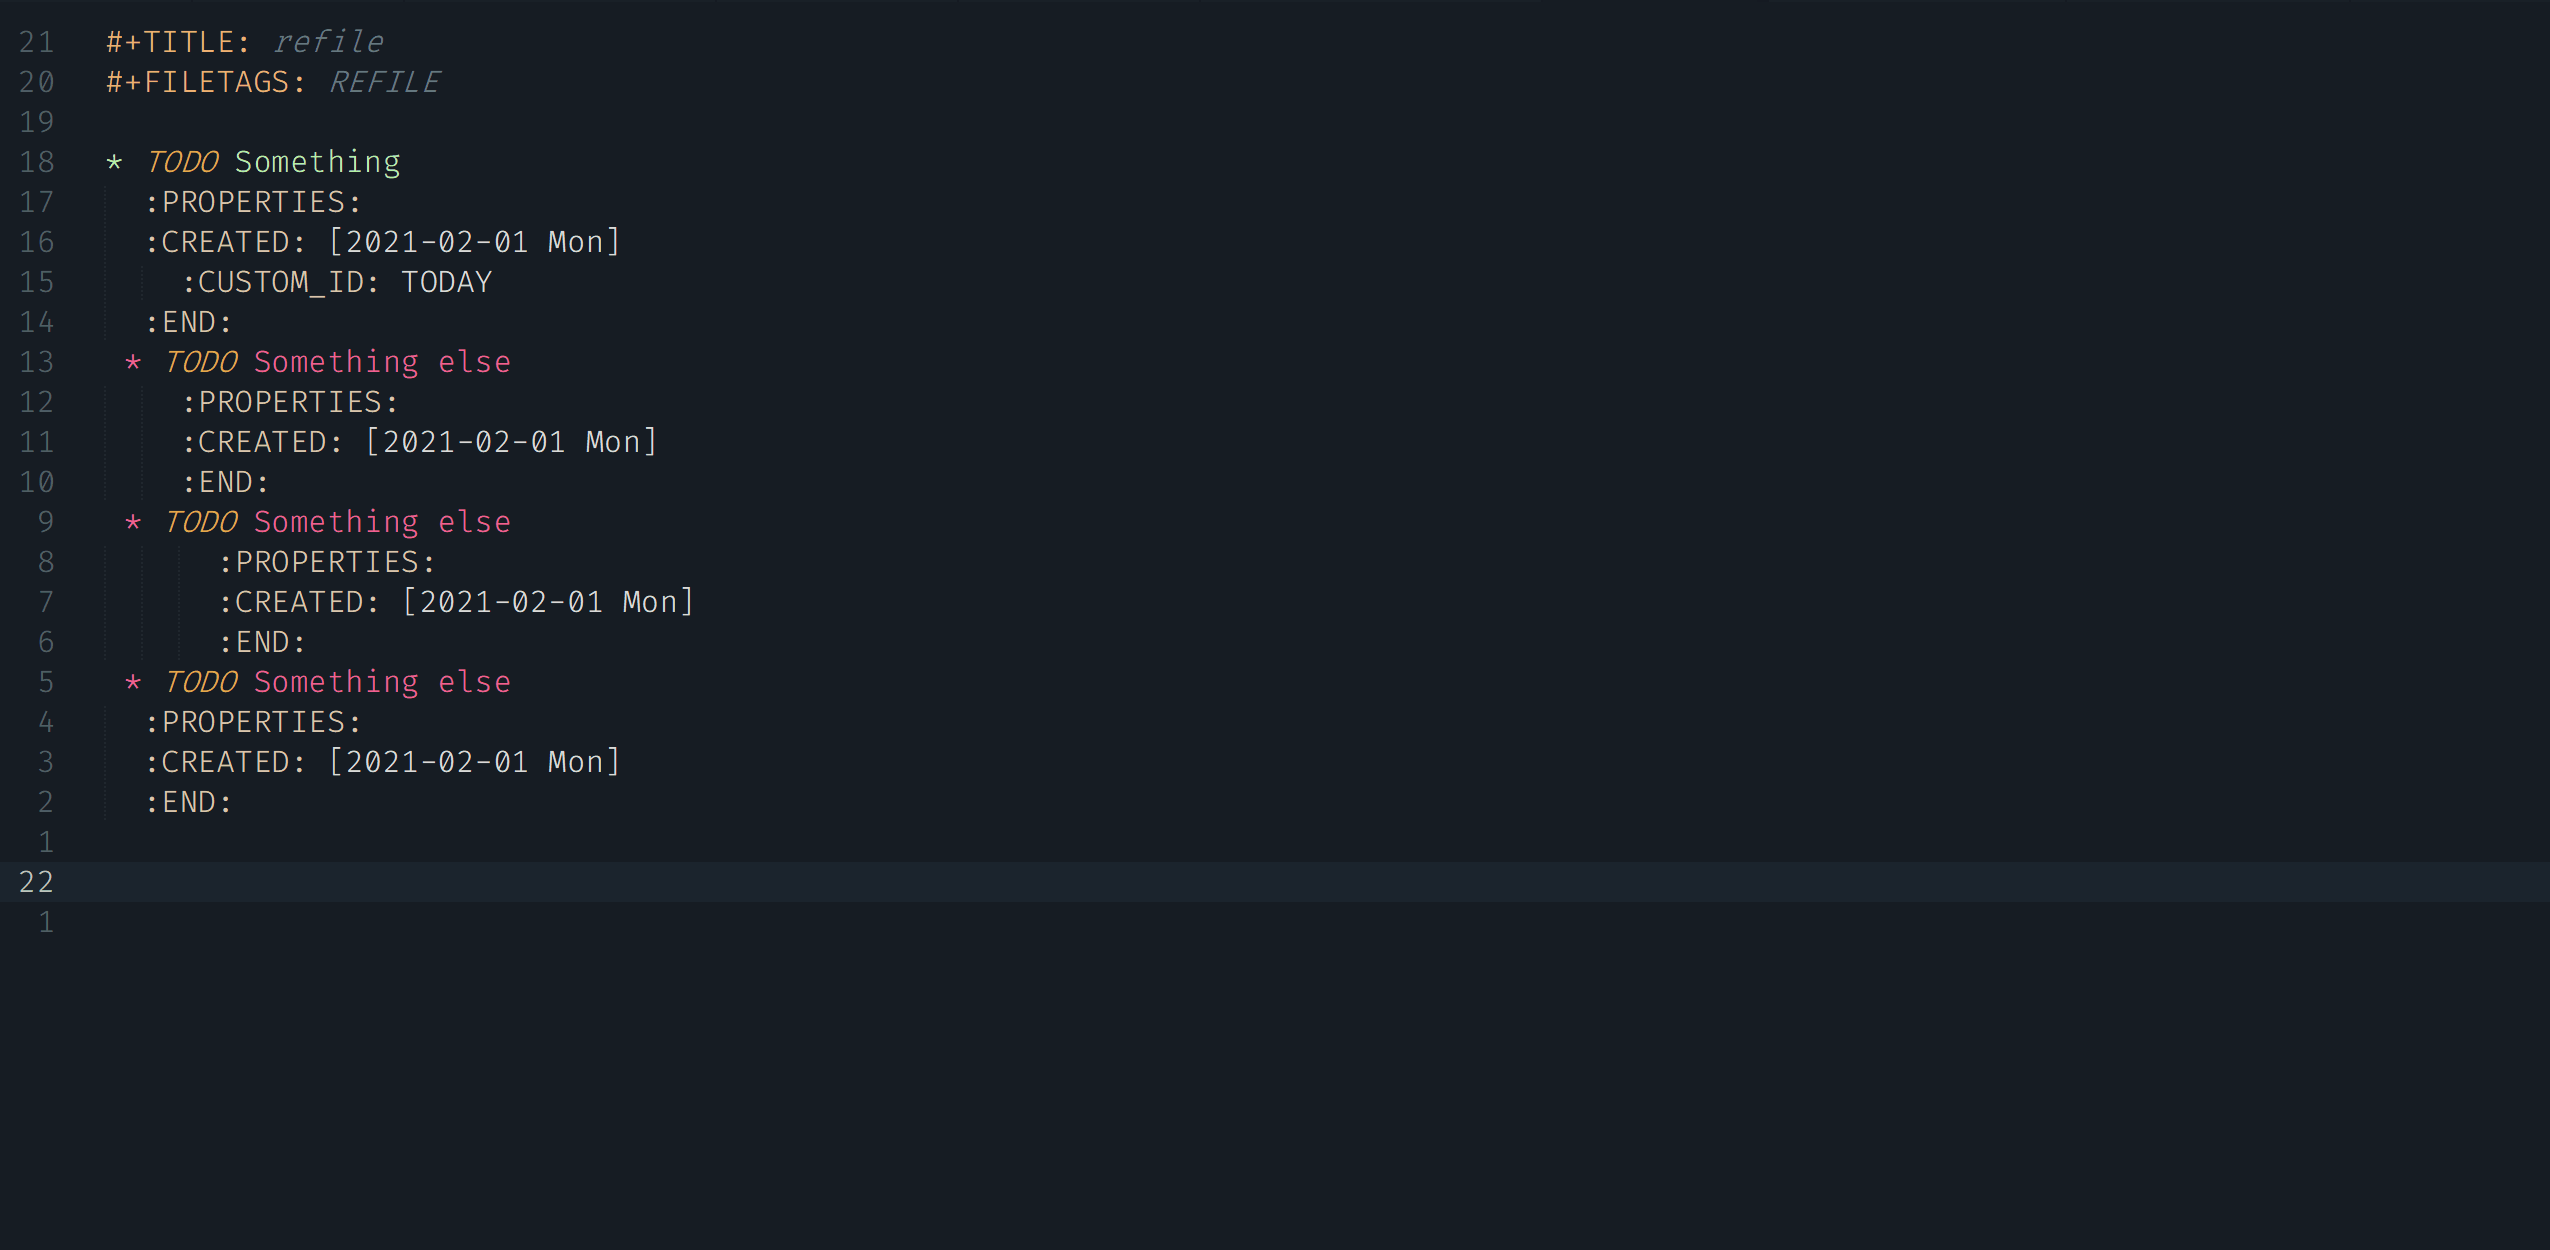 21 #+TITLE: refile
20 #+FILETAGS: REFILE
19
18 * TODO Something
17 :PROPERTIES:
16 :CREATED: [2021-02-01 Mon]
15 :CUSTOM_ID: TODAY
14 :END:
13 * TODO Something else
12 :PROPERTIES:
11 :CREATED: [2021-02-01 Mon]
10 :END:
9 * TODO Something else
8 :PROPERTIES:
7 :CREATED: [2021-02-01 Mon]
6 :END:
5 * TODO Something else
4 :PROPERTIES:
3 :CREATED: [2021-02-01 Mon]
2 :END:
1
22
1